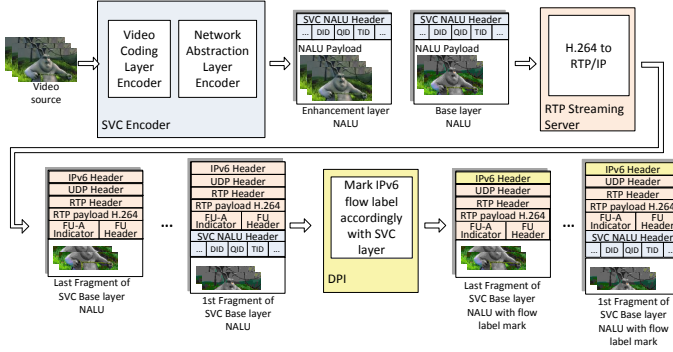 Video
source
Video
Coding
Layer
Encoder
Network
Abstraction
Layer
Encoder
SVC Encoder
SVC NALU Header
... DID QID TID ...
NALU Payload
Enhancement layer
NALU
SVC NALU Header
... DID QID TID ...
NALU Payload
Base layer
NALU
H.264 to
RTP/IP
RTP Streaming
Server
IPv6 Header
UDP Header
RTP Header
RTP payload H.264
FU-A
Indicator
FU
Header
Last Fragment of
SVC Base layer
NALU
...
IPv6 Header
UDP Header
RTP Header
RTP payload H.264
FU-A
Indicator
FU
Header
SVC NALU Header
... DID QID TID ...
1st Fragment of
SVC Base layer
NALU
Mark IPv6
flow label
accordingly
with SVC
layer
DPI
IPv6 Header
UDP Header
RTP Header
RTP payload H.264
FU-A
Indicator
FU
Header
Last Fragment of
SVC Base layer
NALU with flow
label mark
...
IPv6 Header
UDP Header
RTP Header
RTP payload H.264
FU-A
Indicator
FU
Header
SVC NALU Header
... DID QID TID ...
1st Fragment of
SVC Base layer
NALU with flow
label mark